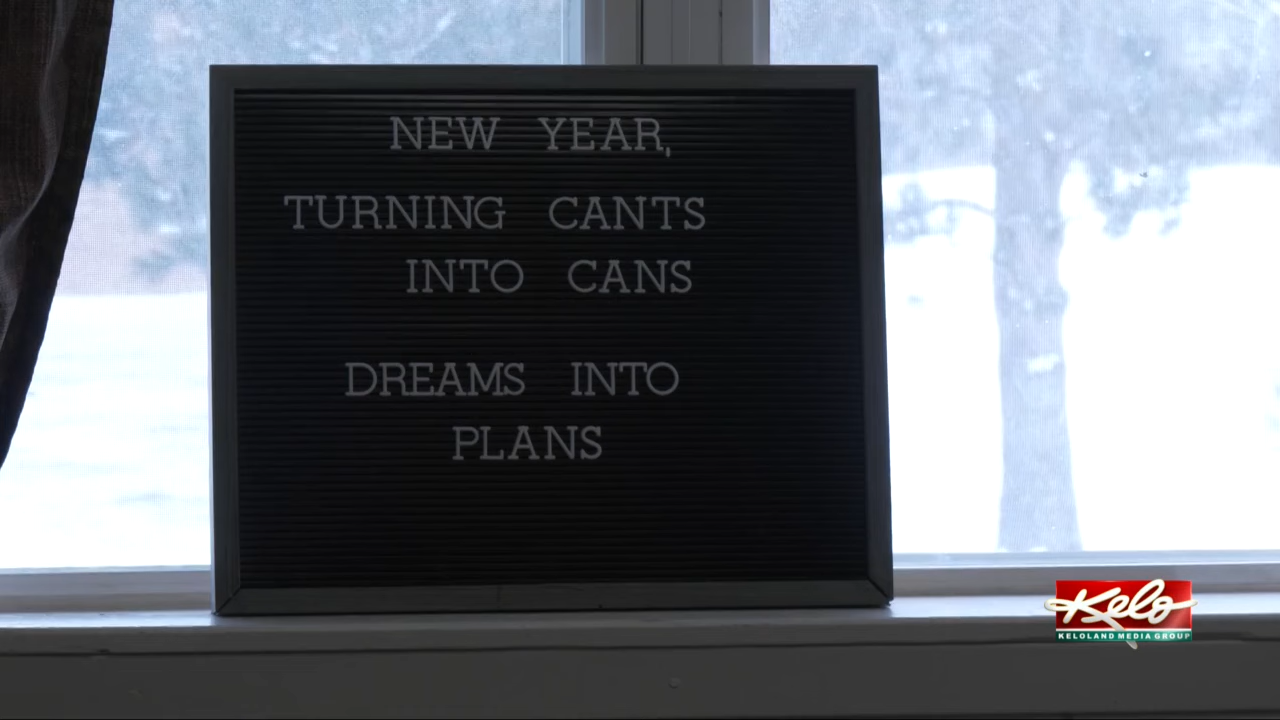 NEW YEAR,
TURNING CANTS
INTO CANS
DREAMS INTO
PLANS
Kelo
KELOLAND MEDIA GROUP